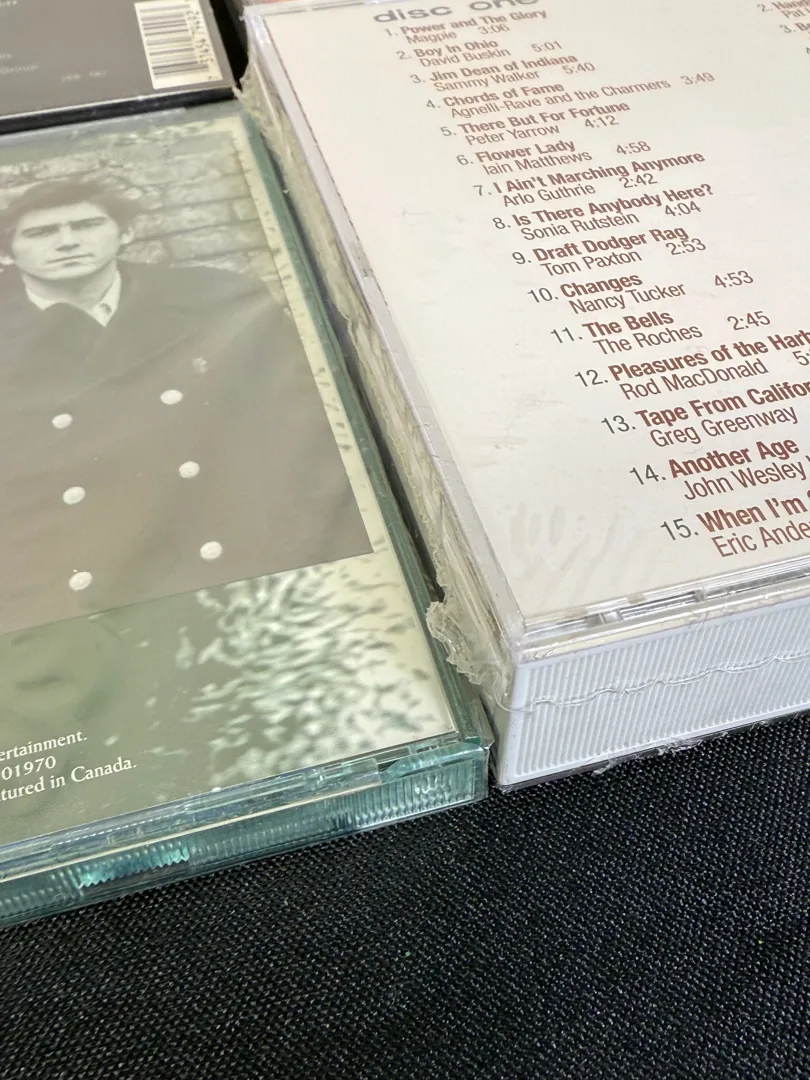 disc one
1. Power and The Glory
Magpie 3:06
2. Boy In Ohio
David Buskin 5:01
3. Jim Dean of Indiana
Sammy Walker 5:40
4. Chords of Fame
Agnelli-Rave and the Charmers 3:49
5. There But For Fortune
Peter Yarrow 4:12
6. Flower Lady
Iain Matthews 4:58
7. I Ain't Marching Anymore
Arlo Guthrie 2:42
8. Is There Anybody Here?
Sonia Rutstein 4:04
9. Draft Dodger Rag
Tom Paxton 2:53
10. Changes
Nancy Tucker 4:53
11. The Bells
The Roches 2:45
12. Pleasures of the Harb
Rod MacDonald 5:
13. Tape From Califor
Greg Greenway
14. Another Age
John Wesley
15. When I'm
Eric Ande
2.
3.
ertainment.
01970
tured in Canada.